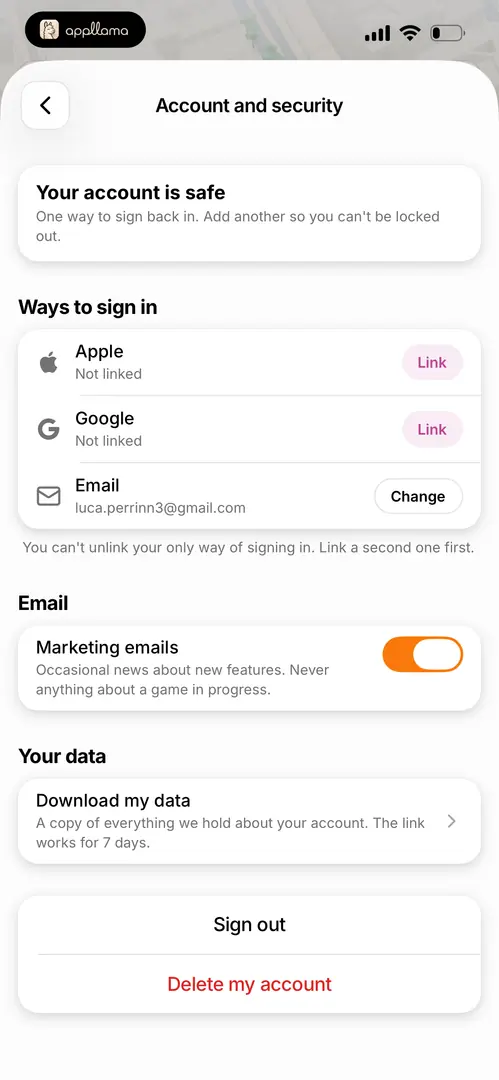 appllama
Account and security
Your account is safe
One way to sign back in. Add another so you can't be locked
out.
Ways to sign in
Apple
Not linked
Link
Google
Not linked
Link
Email
luca.perrinn3@gmail.com
Change
You can't unlink your only way of signing in. Link a second one first.
Email
Marketing emails
Occasional news about new features. Never
anything about a game in progress.
Your data
Download my data
A copy of everything we hold about your account. The link
works for 7 days.
Sign out
Delete my account